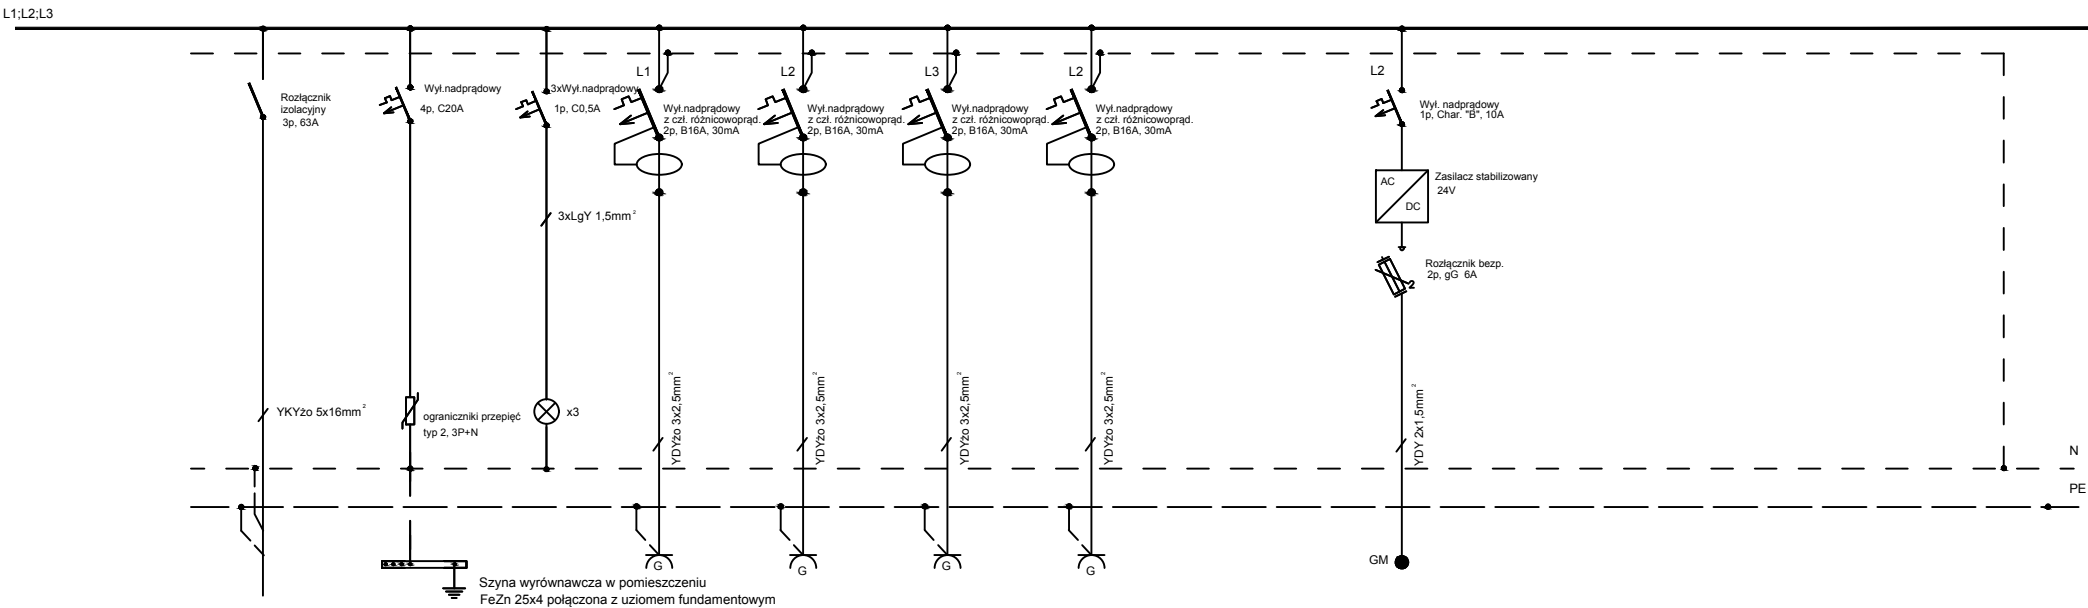 L1;L2;L3
Rozłącznik
izolacyjny
3p, 63A
YKYżo 5x16mm²
Wył.nadprądowy
4p, C20A
ograniczniki przepięć
typ 2, 3P+N
3xWył.nadprądowy
1p, C0,5A
3xLgY 1,5mm²
x3
L1
Wył.nadprądowy
z czł. różnicowoprąd.
2p, B16A, 30mA
YDYżo 3x2,5mm²
G
L2
Wył.nadprądowy
z czł. różnicowoprąd.
2p, B16A, 30mA
YDYżo 3x2,5mm²
G
L3
Wył.nadprądowy
z czł. różnicowoprąd.
2p, B16A, 30mA
YDYżo 3x2,5mm²
G
L2
Wył.nadprądowy
z czł. różnicowoprąd.
2p, B16A, 30mA
YDYżo 3x2,5mm²
G
L2
Wył. nadprądowy
1p, Char. "B", 10A
AC
DC
Zasilacz stabilizowany
24V
Rozłącznik bezp.
2p, gG 6A
2
YDY 2x1,5mm²
GM
N
PE
Szyna wyrównawcza w pomieszczeniu
FeZn 25x4 połączona z uziomem fundamentowym